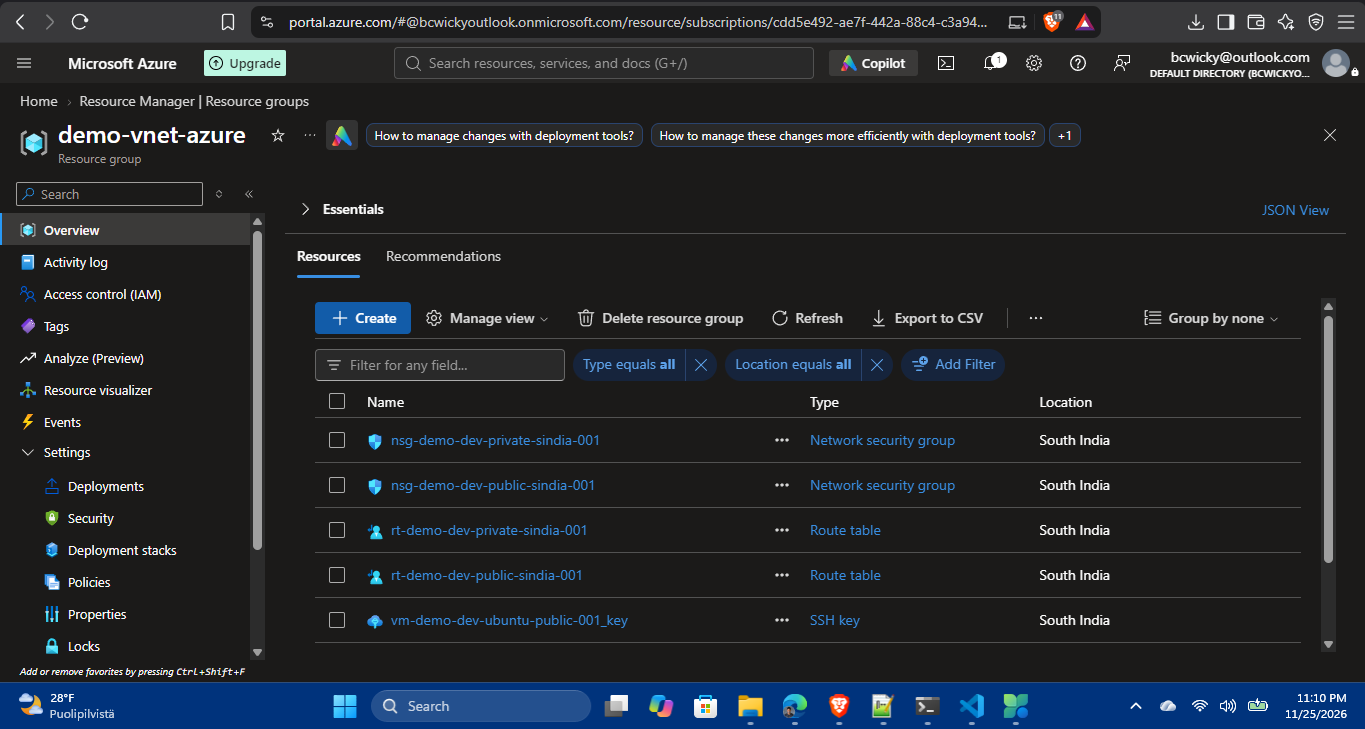 portal.azure.com/#@bcwickyoutlook.onmicrosoft.com/resource/subscriptions/cdd5e492-ae7f-442a-88c4-c3a94...
11
Microsoft Azure
Upgrade
Search resources, services, and docs (G+/)
Copilot
1
bcwicky@outlook.com
DEFAULT DIRECTORY (BCWICKYO...
Home > Resource Manager | Resource groups
demo-vnet-azure
Resource group
How to manage changes with deployment tools?
How to manage these changes more efficiently with deployment tools?
+1
Search
Overview
Activity log
Access control (IAM)
Tags
Analyze (Preview)
Resource visualizer
Events
Settings
Deployments
Security
Deployment stacks
Policies
Properties
Locks
Add or remove favorites by pressing Ctrl+Shift+F
Essentials
JSON View
Resources
Recommendations
Create
Manage view
Delete resource group
Refresh
Export to CSV
Group by none
Filter for any field...
Type equals all
Location equals all
Add Filter
Name Type Location
nsg-demo-dev-private-sindia-001 Network security group South India
nsg-demo-dev-public-sindia-001 Network security group South India
rt-demo-dev-private-sindia-001 Route table South India
rt-demo-dev-public-sindia-001 Route table South India
vm-demo-dev-ubuntu-public-001_key SSH key South India
28°F
Puolipilvistä
Search
11:10 PM
11/25/2026